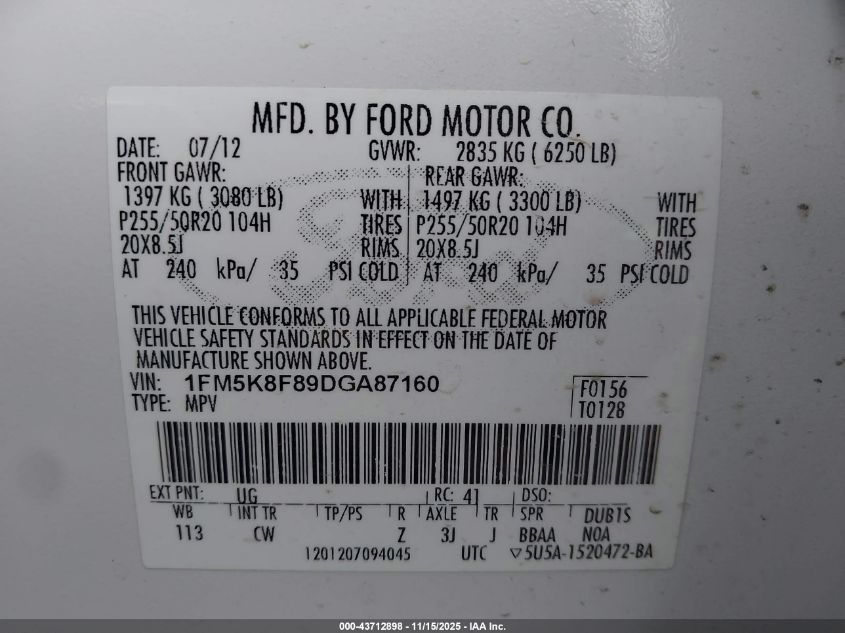 MFD. BY FORD MOTOR CO.
DATE: 07/12 GVWR: 2835 KG ( 6250 LB)
FRONT GAWR: REAR GAWR:
1397 KG ( 3080 LB) WITH 1497 KG ( 3300 LB) WITH
P255/50R20 104H TIRES P255/50R20 104H TIRES
20X8.5J RIMS 20X8.5J RIMS
AT 240 kPa/ 35 PSI COLD AT 240 kPa/ 35 PSI COLD
THIS VEHICLE CONFORMS TO ALL APPLICABLE FEDERAL MOTOR
VEHICLE SAFETY STANDARDS IN EFFECT ON THE DATE OF
MANUFACTURE SHOWN ABOVE.
VIN: 1FM5K8F89DGA87160 F0156
TYPE: MPV T0128
EXT PNT: UG RC: 41 DSO:
WB INT TR TP/PS R AXLE TR SPR DUB1S
113 CW Z 3J J BBAA N0A
1201207094045 UTC ▽5U5A-1520472-BA
000-43712898 - 11/15/2025 - IAA Inc.